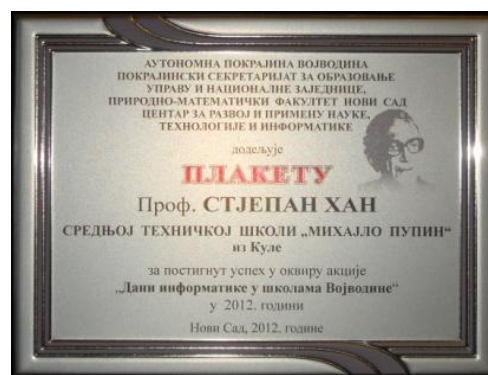 АУТОНОМНА ПОКРАЈИНА ВОЈВОДИНА
ПОКРАЈИНСКИ СЕКРЕТАРИЈАТ ЗА ОБРАЗОВАЊЕ
УПРАВУ И НАЦИОНАЛНЕ ЗАЈЕДНИЦЕ,
ПРИРОДНО-МАТЕМАТИЧКИ ФАКУЛТЕТ НОВИ САД
ЦЕНТАР ЗА РАЗВОЈ И ПРИМЕНУ НАУКЕ,
ТЕХНОЛОГИЈЕ И ИНФОРМАТИКЕ
додељује
ПЛАКЕТУ
Проф. СТЈЕПАН ХАН
СРЕДЊОЈ ТЕХНИЧКОЈ ШКОЛИ „МИХАЈЛО ПУПИН“
из Куле
за постигнут успех у оквиру акције
„Дани информатике у школама Војводине“
у 2012. години
Нови Сад, 2012. године